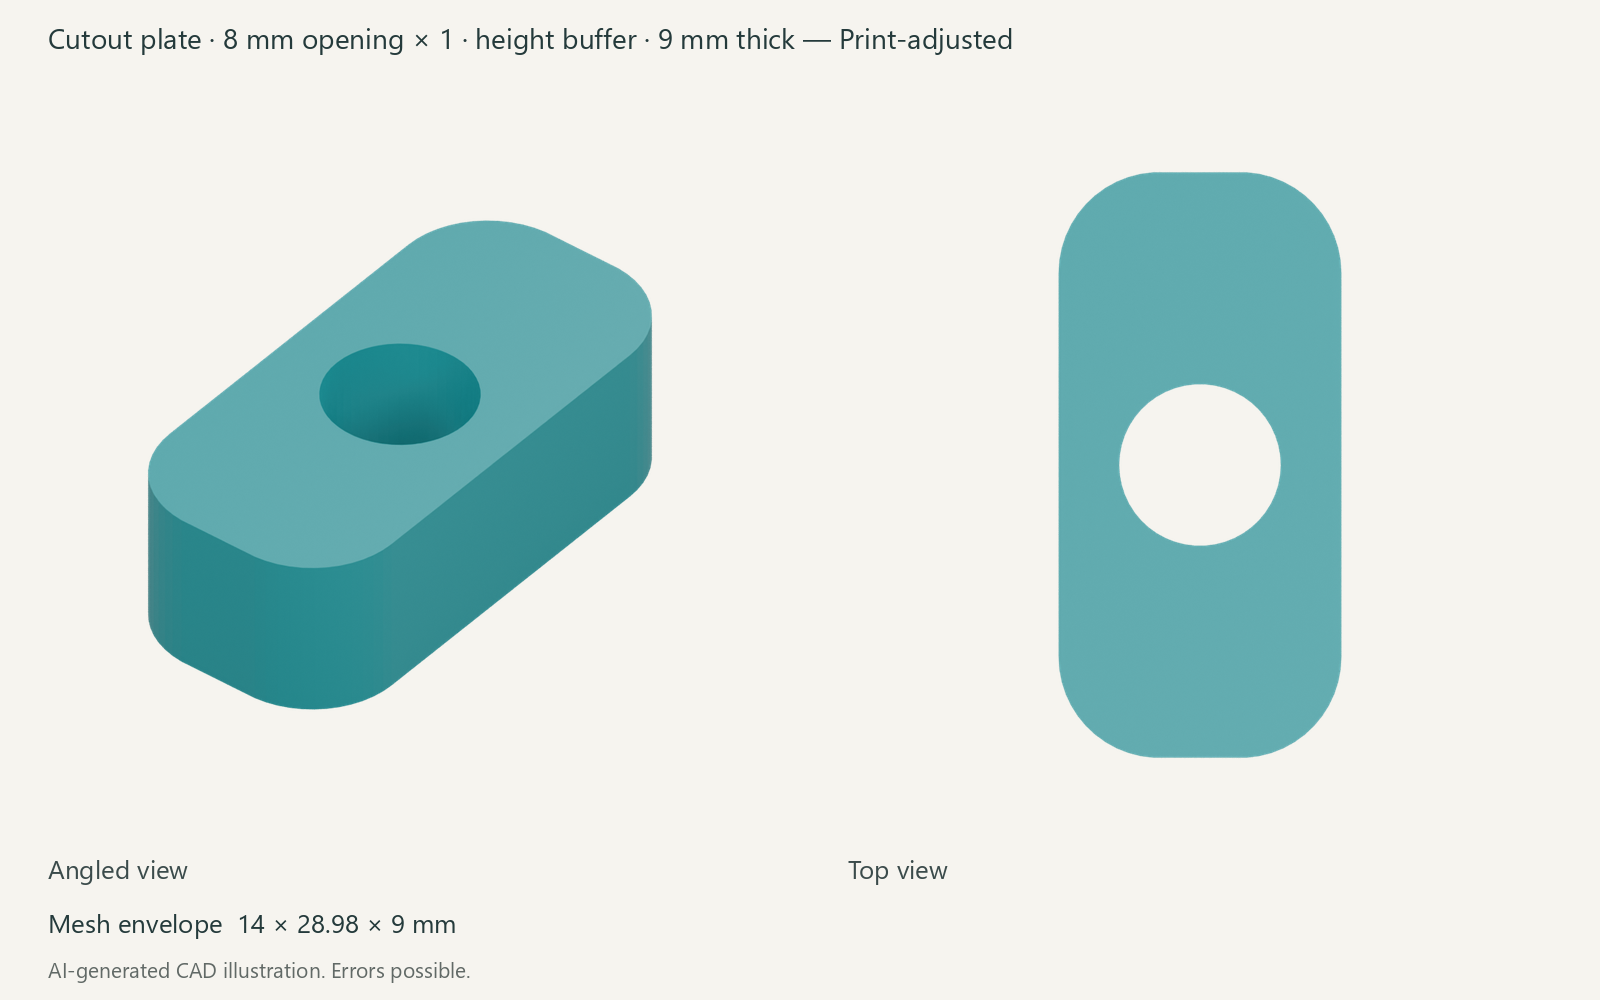 Cutout plate · 8 mm opening × 1 · height buffer · 9 mm thick — Print-adjusted
Angled view
Top view
Mesh envelope 14 × 28.98 × 9 mm
AI-generated CAD illustration. Errors possible.